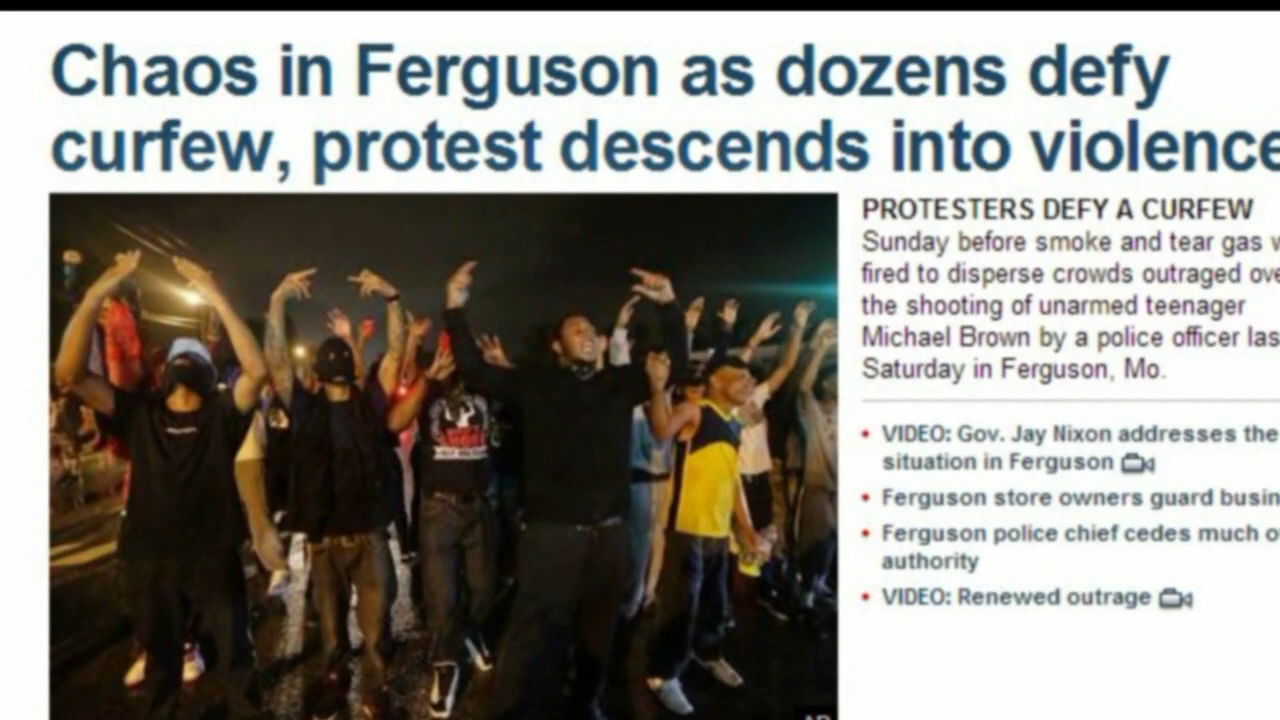 Chaos in Ferguson as dozens defy
curfew, protest descends into violence
PROTESTERS DEFY A CURFEW
Sunday before smoke and tear gas w
fired to disperse crowds outraged ove
the shooting of unarmed teenager
Michael Brown by a police officer las
Saturday in Ferguson, Mo.
VIDEO: Gov. Jay Nixon addresses the
situation in Ferguson
Ferguson store owners guard busin
Ferguson police chief cedes much o
authority
VIDEO: Renewed outrage